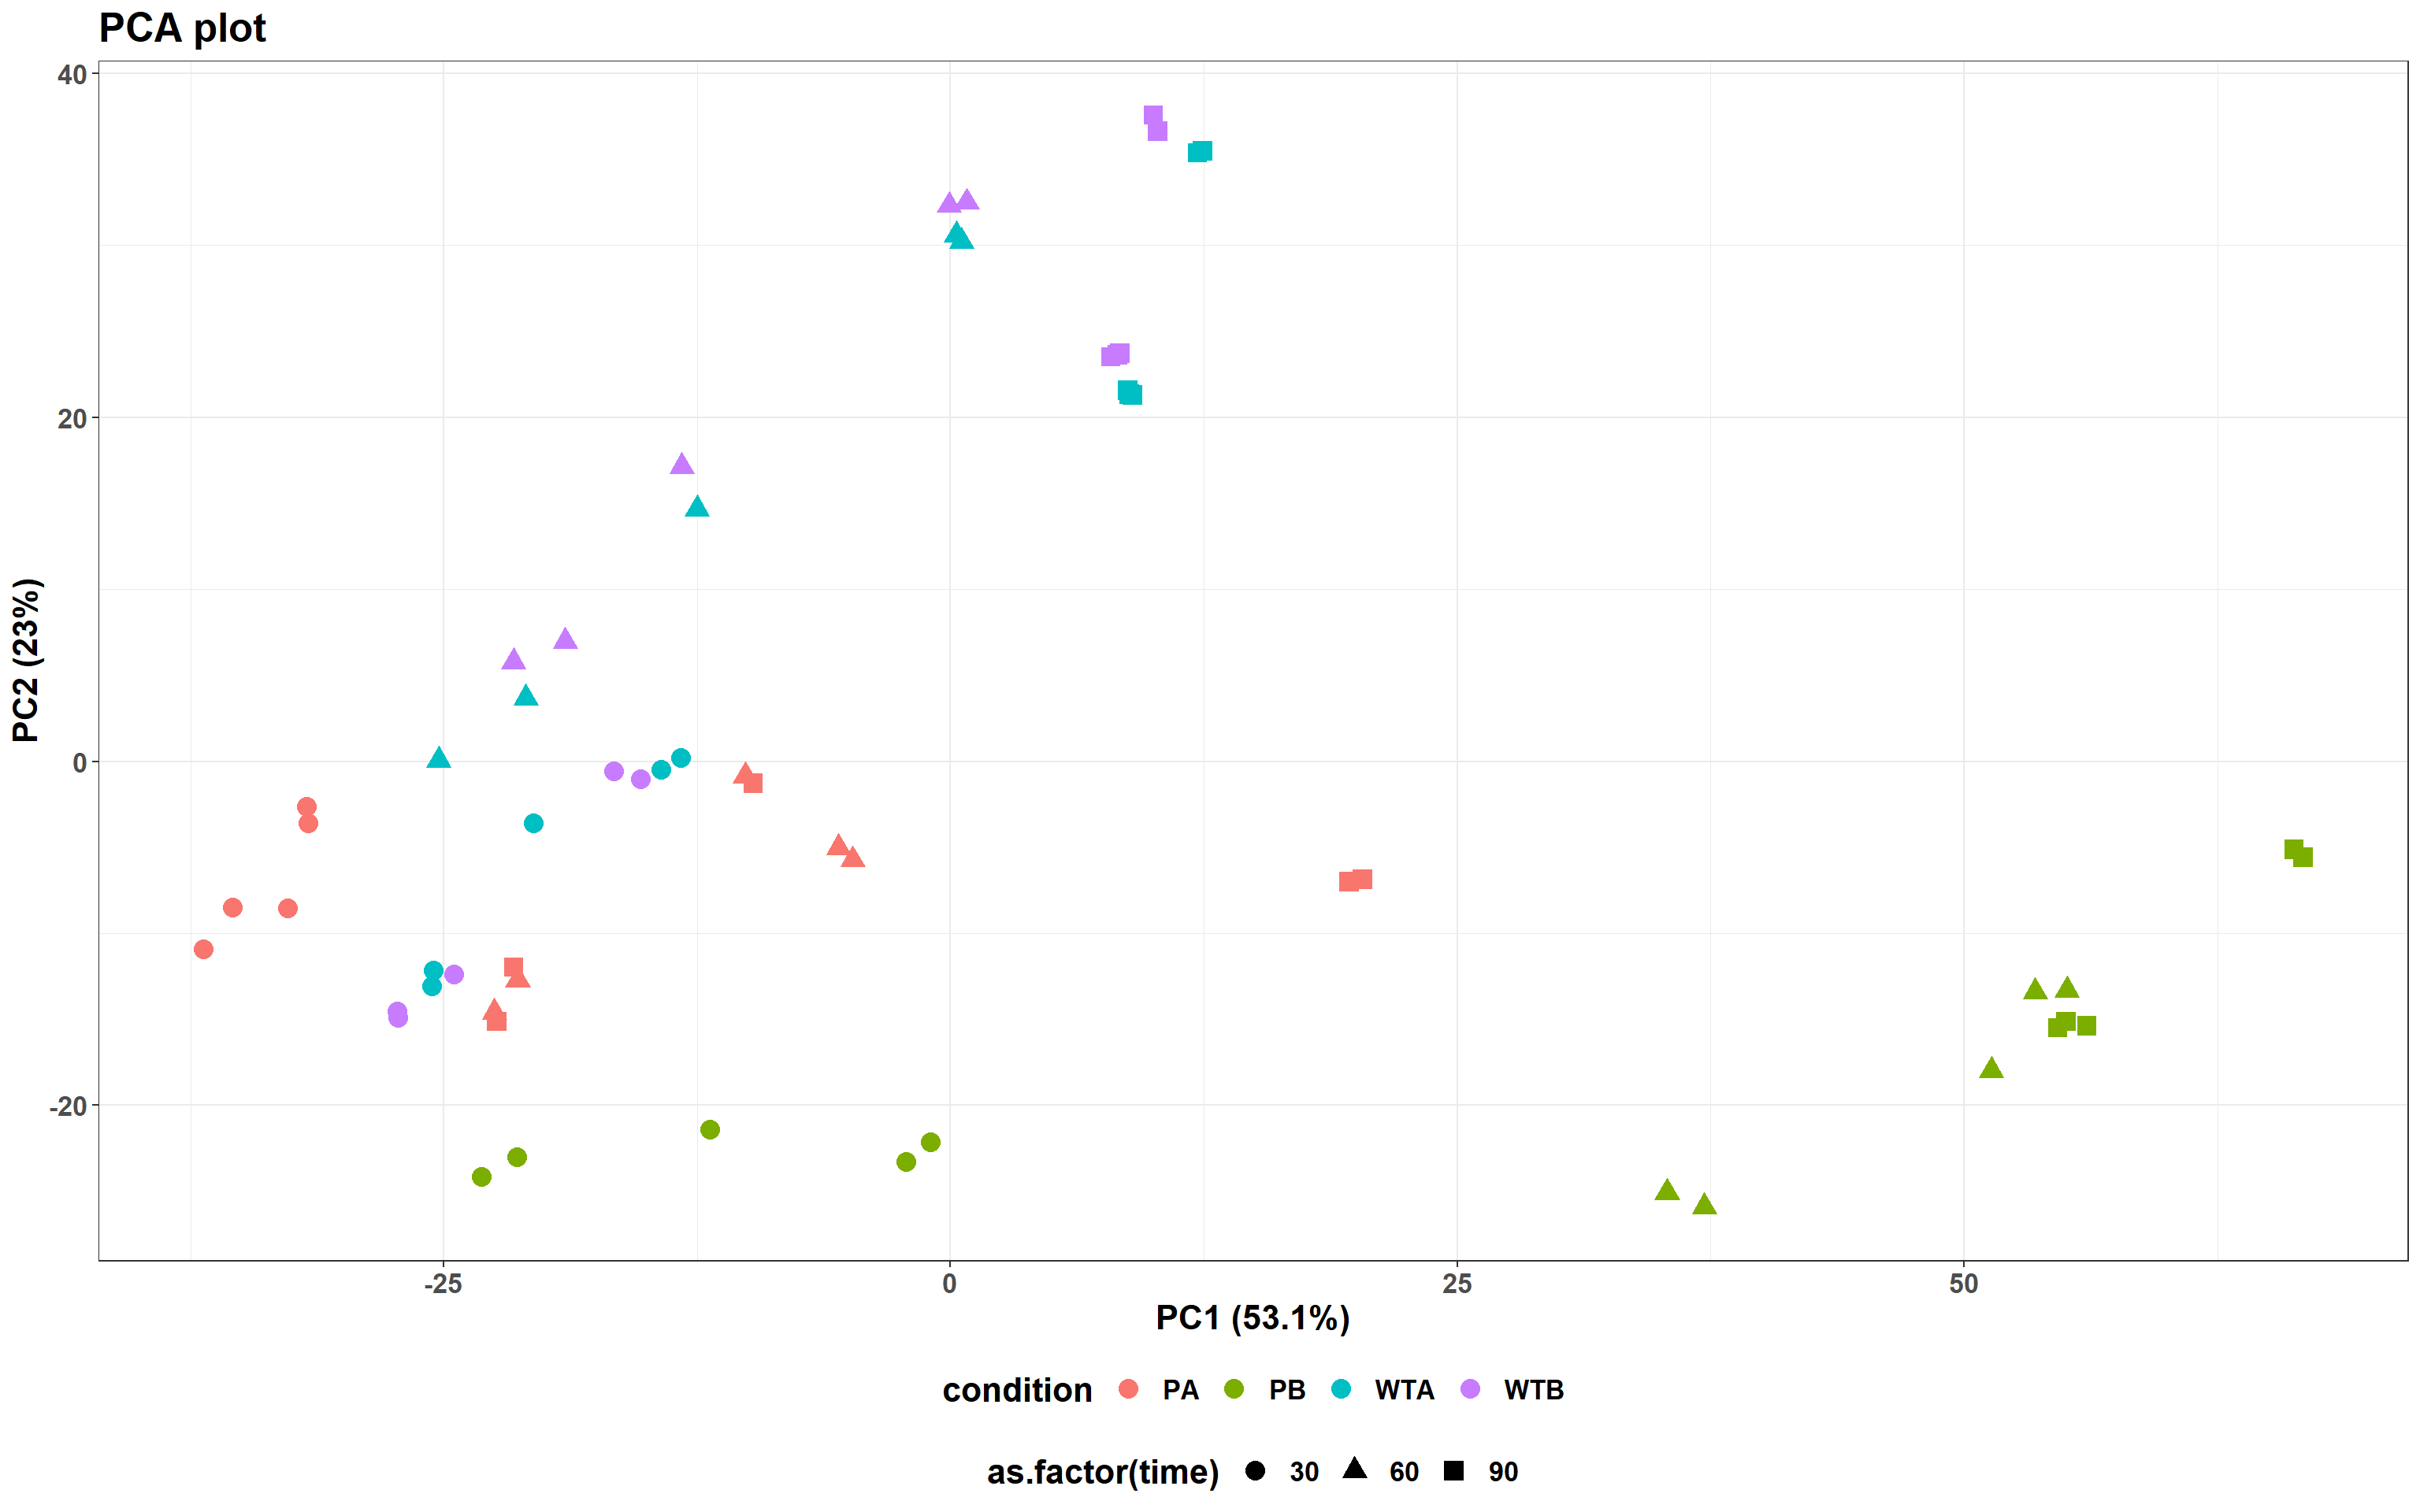 PCA plot
40
20
0
-20
PC2 (23%)
-25 0 25 50
PC1 (53.1%)
condition PA PB WTA WTB
as.factor(time) 30 60 90